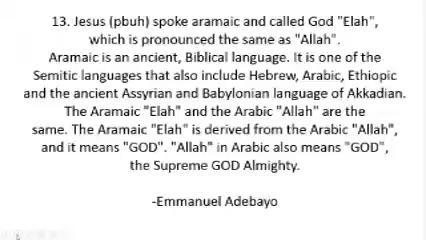 13. Jesus (pbuh) spoke aramaic and called God "Elah",
which is pronounced the same as "Allah".
Aramaic is an ancient, Biblical language. It is one of the
Semitic languages that also include Hebrew, Arabic, Ethiopic
and the ancient Assyrian and Babylonian language of Akkadian.
The Aramaic "Elah" and the Arabic "Allah" are the
same. The Aramaic "Elah" is derived from the Arabic "Allah",
and it means "GOD". "Allah" in Arabic also means "GOD",
the Supreme GOD Almighty.
-Emmanuel Adebayo